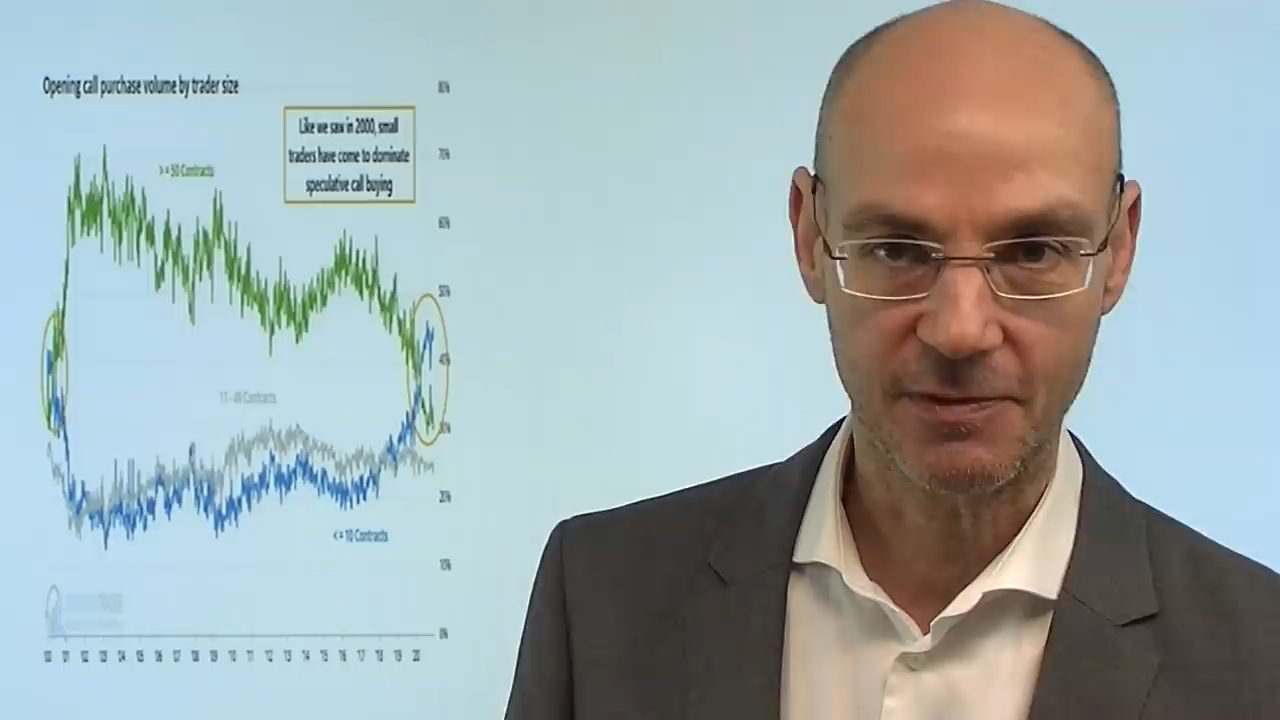 Opening call purchase volume by trader size
80%
Like we saw in 2000, small
traders have come to dominate
speculative call buying
70%
> = 50 Contracts
60%
50%
40%
11 - 49 Contracts
30%
20%
< = 10 Contracts
10%
0%
00 01 02 03 04 05 06 07 08 09 10 11 12 13 14 15 16 17 18 19 20